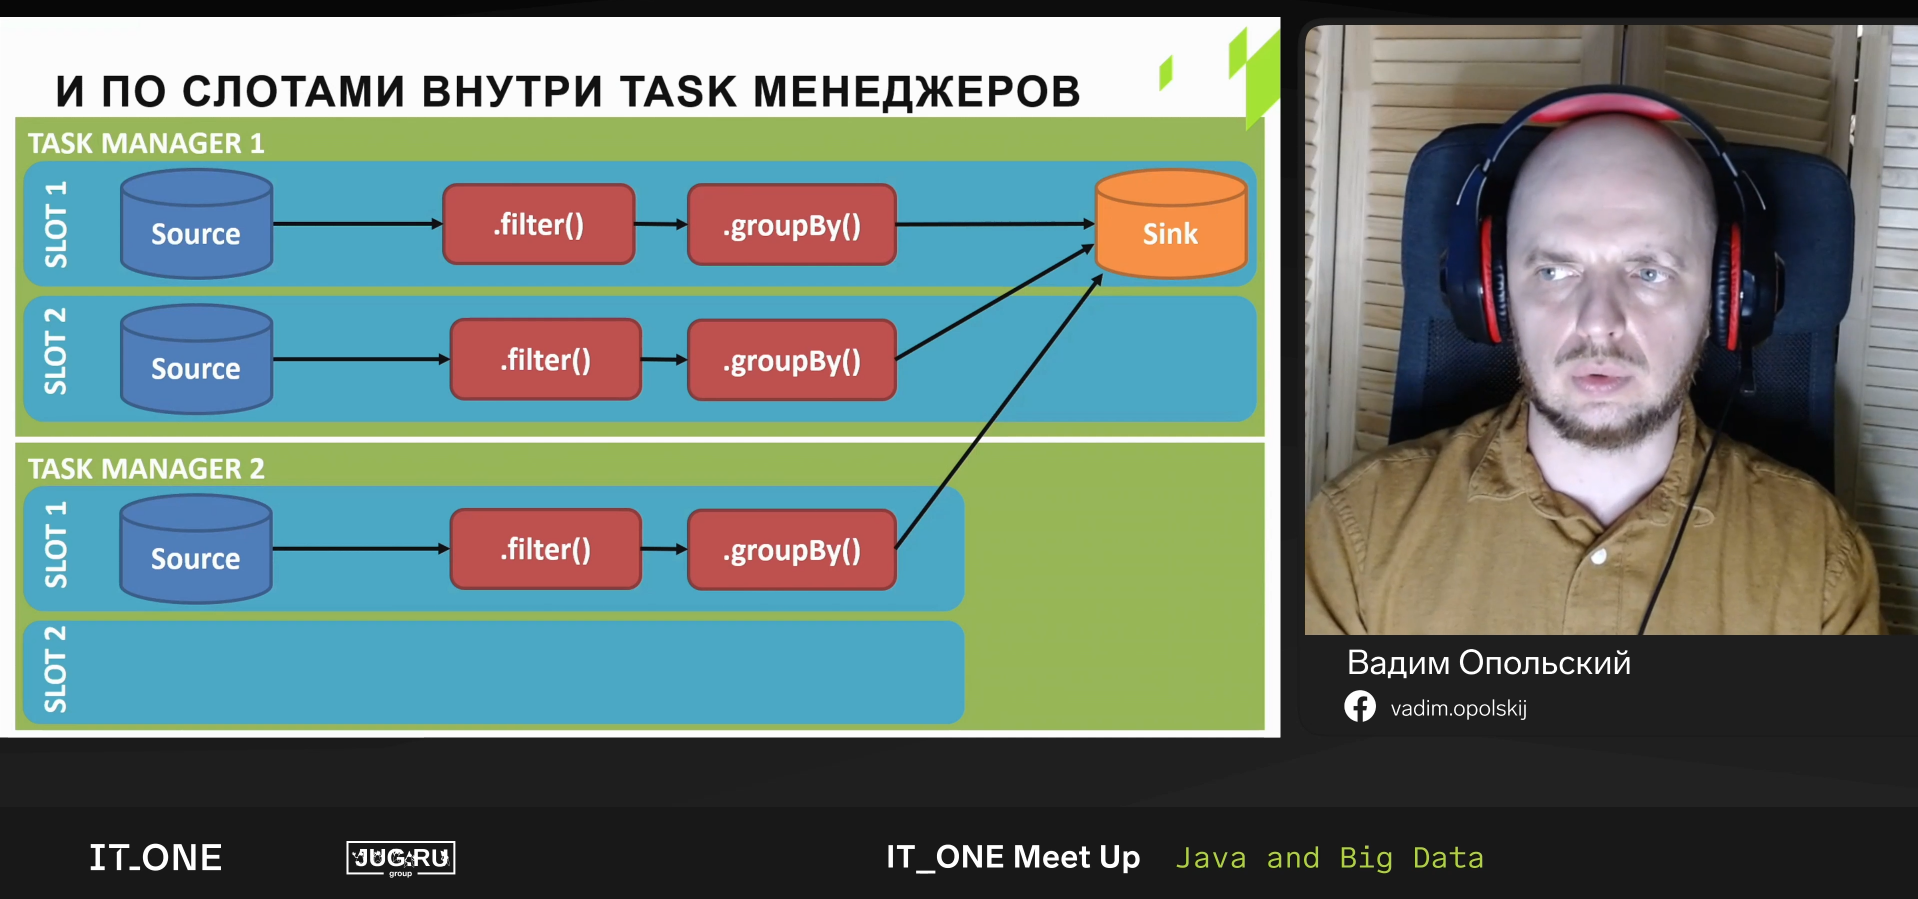 И ПО СЛОТАМИ ВНУТРИ TASK МЕНЕДЖЕРОВ
TASK MANAGER 1
SLOT 1
Source
.filter()
.groupBy()
Sink
SLOT 2
Source
.filter()
.groupBy()
TASK MANAGER 2
SLOT 1
Source
.filter()
.groupBy()
SLOT 2
Вадим Опольский
vadim.opolskij
IT_ONE
JUG.RU
group
IT_ONE Meet Up Java and Big Data